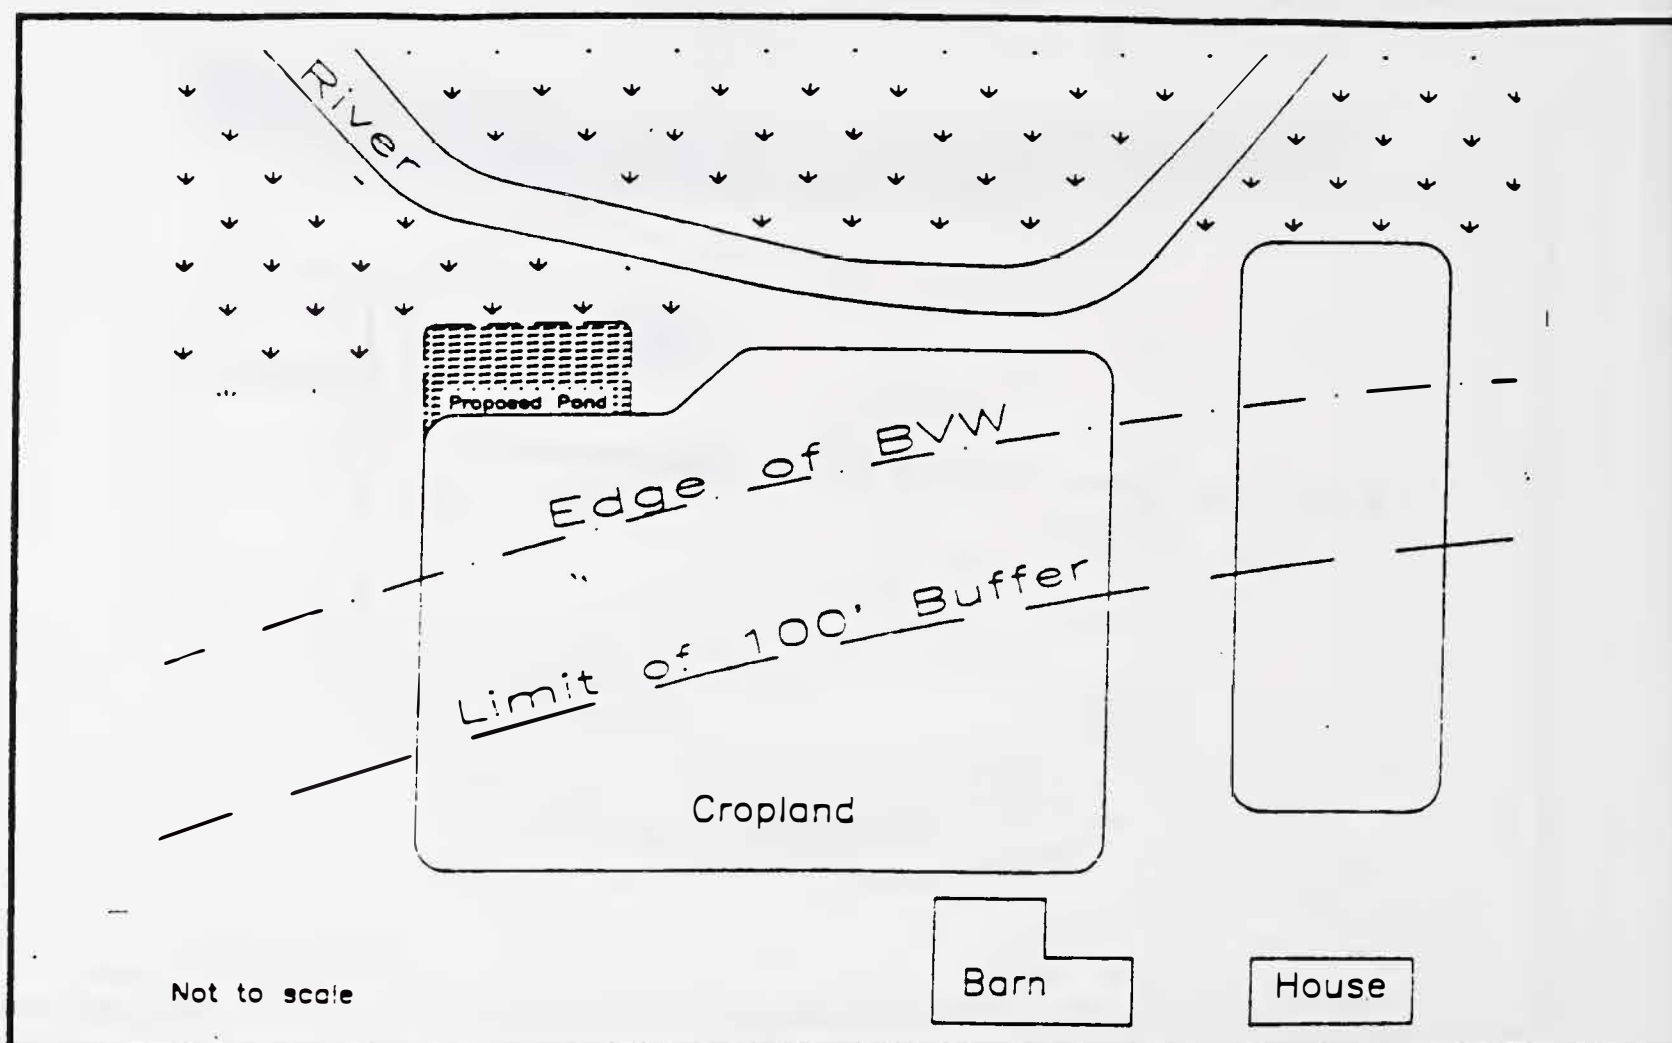 River
Proposed Pond
Edge of BVW
Limit of 100' Buffer
Cropland
Barn
House
Not to scale